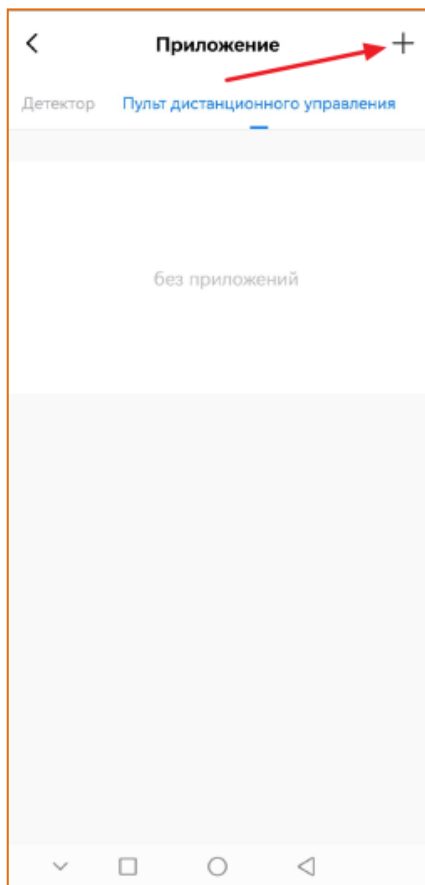 Приложение
Детектор Пульт дистанционного управления
без приложений